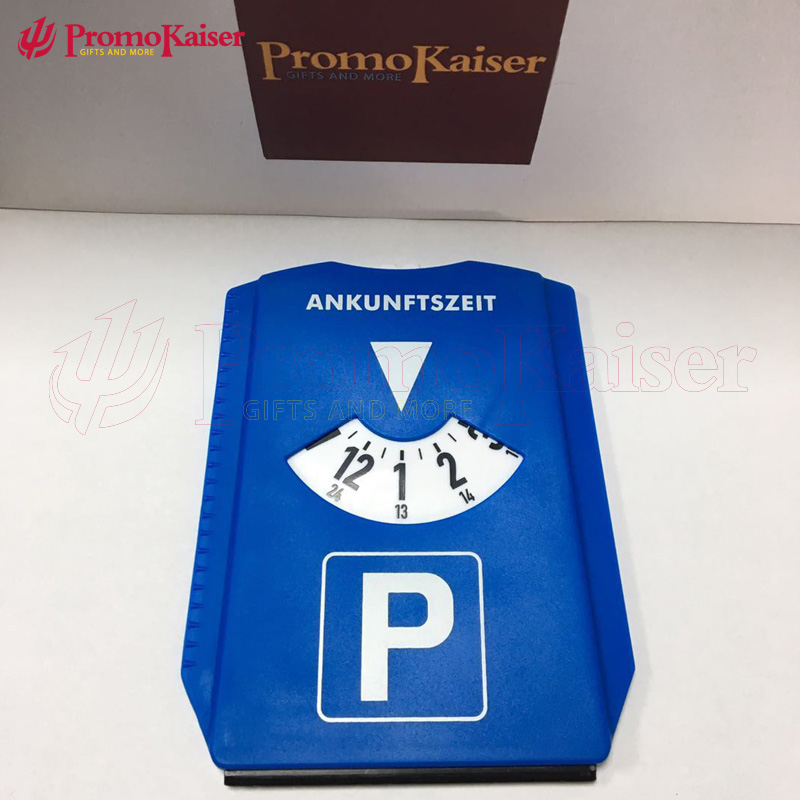 PromoKaiser
GIFTS AND MORE
PromoKaiser
GIFTS AND MORE
ANKUNFTSZEIT
PromoKaiser
GIFTS AND MORE
12 1 2
24 13 14
P